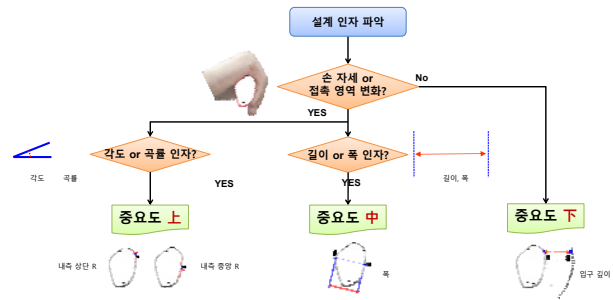 설계 인자 파악
손 자세 or
접촉 영역 변화?
No
YES
각도 or 곡률 인자?
길이 or 폭 인자?
각도 곡률
YES
YES
길이, 폭
중요도 上
중요도 中
중요도 下
내측 상단 R
내측 중앙 R
폭
입구 길이